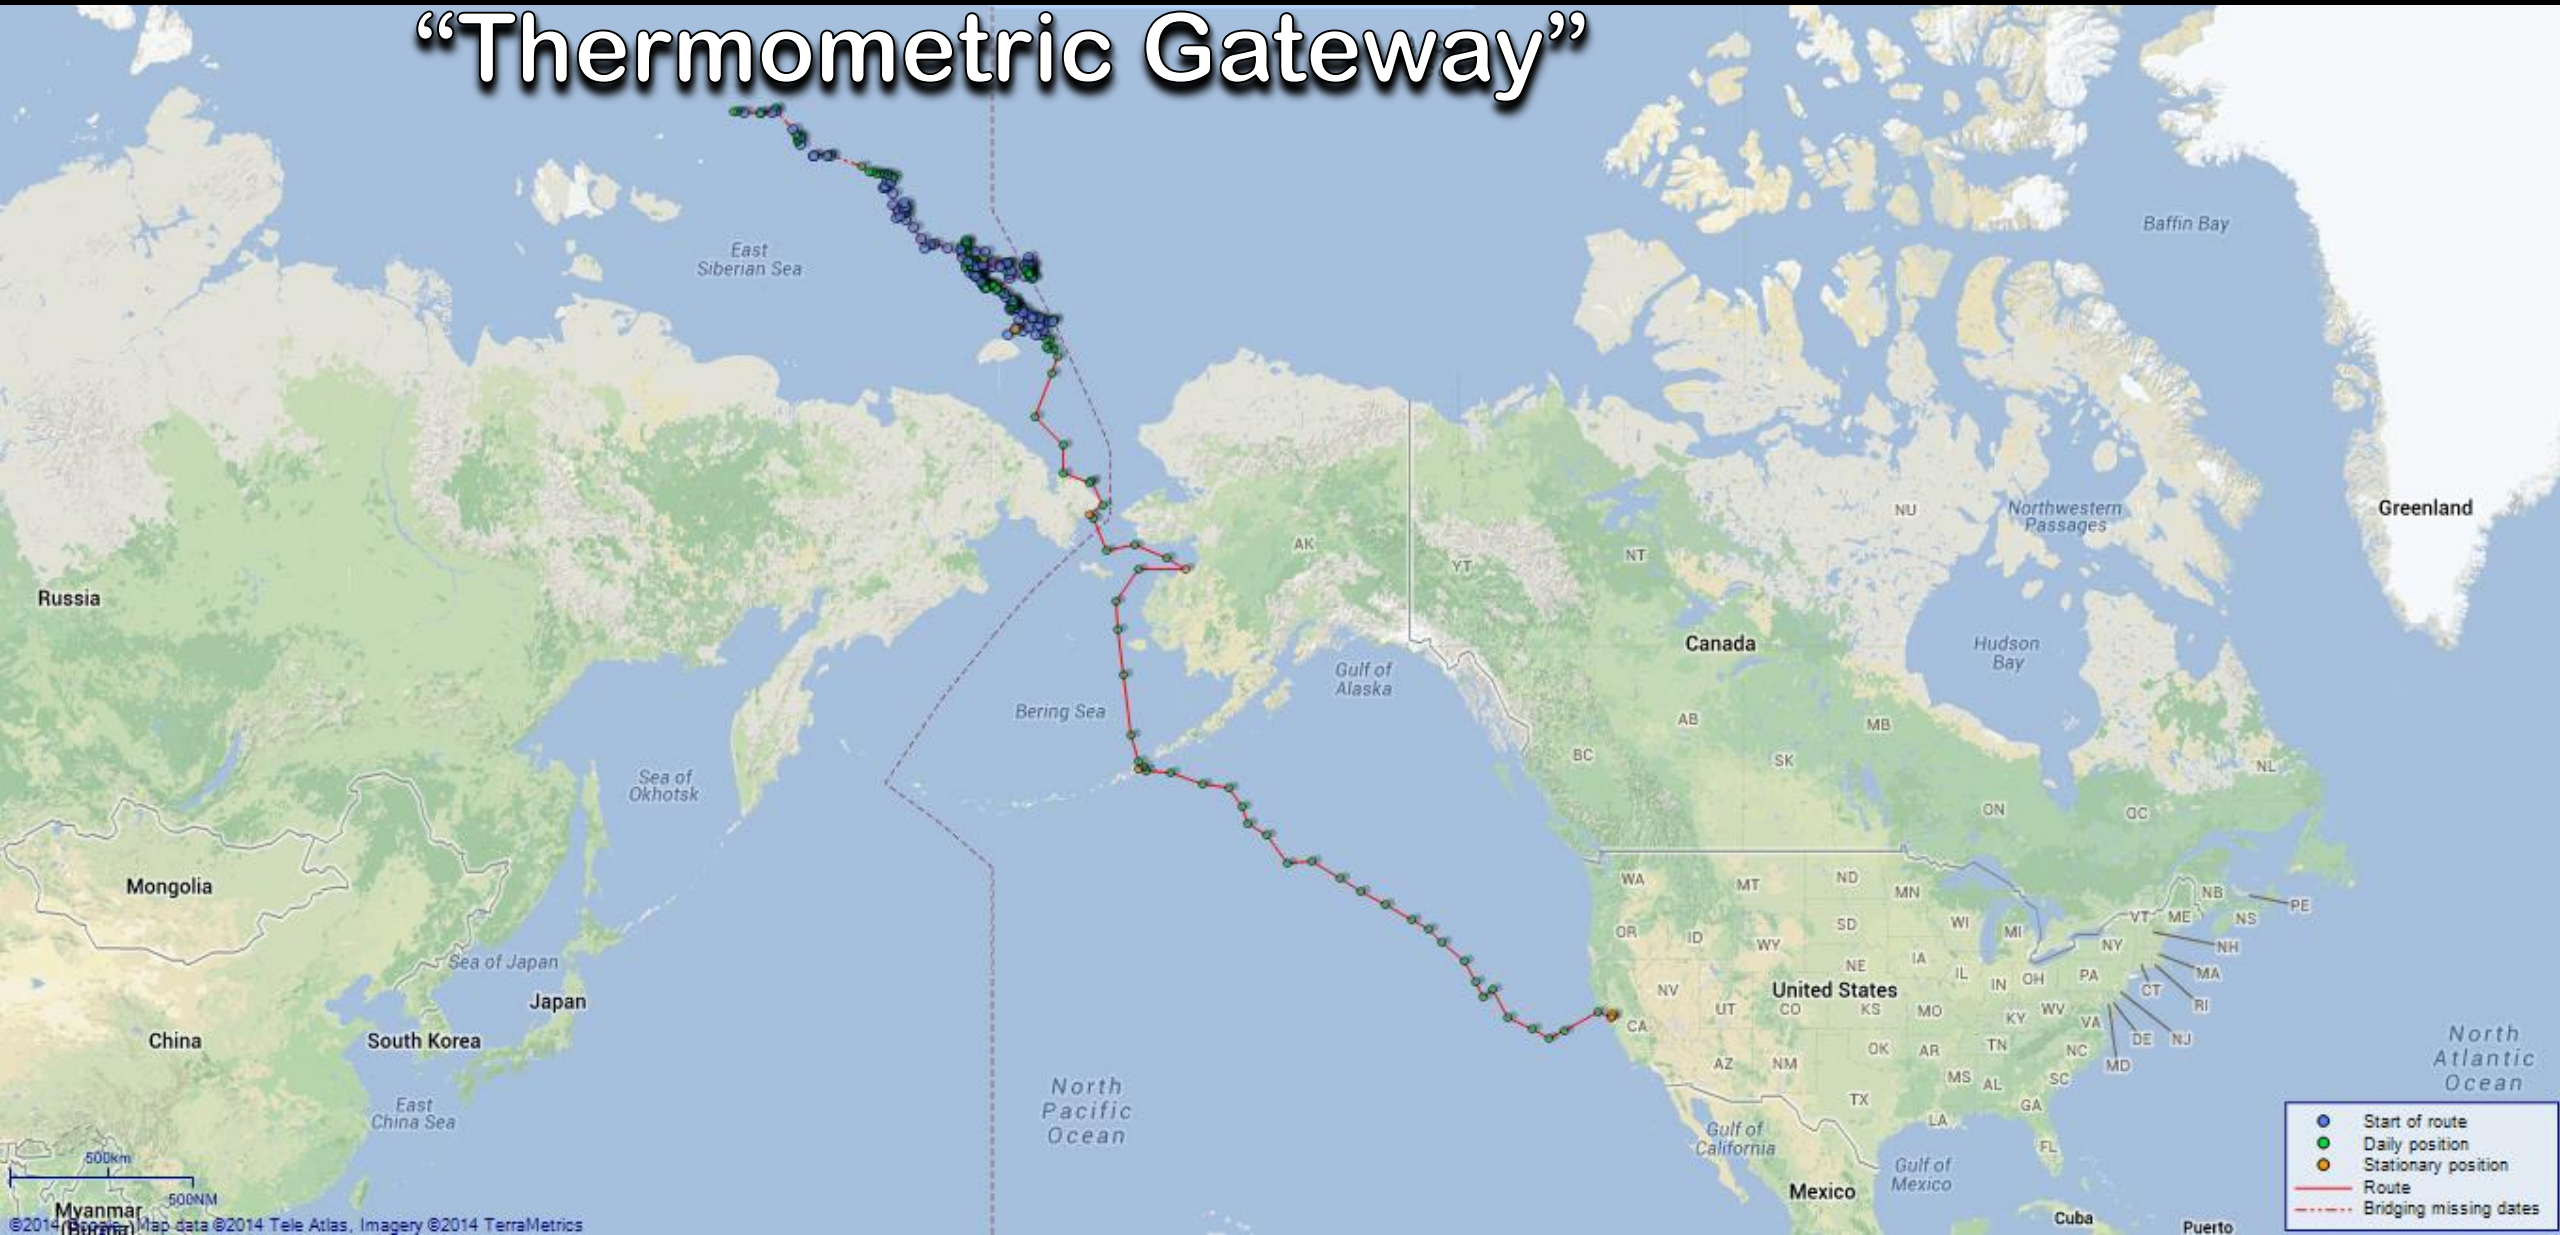 “Thermometric Gateway”
East
Siberian Sea
Baffin Bay
Greenland
NU
Northwestern
Passages
AK
YT
NT
Russia
Canada
Hudson
Bay
Gulf of
Alaska
Bering Sea
AB
MB
BC
SK
NL
Sea of
Okhotsk
ON
QC
Mongolia
WA
MT
ND
MN
NB
PE
VT
ME
NS
OR
ID
WY
SD
WI
MI
NY
NH
Sea of Japan
NE
IA
IL
IN
OH
PA
MA
Japan
NV
United States
CT
RI
UT
CO
KS
MO
KY
WV
VA
China
South Korea
CA
OK
AR
TN
NC
DE
NJ
MD
AZ
NM
MS
AL
SC
North
Atlantic
Ocean
East
China Sea
North
Pacific
Ocean
TX
LA
GA
FL
Gulf of
California
Gulf of
Mexico
Mexico
Cuba
Puerto
500km
500NM
Myanmar
(Burma)
©2014 Google - Map data ©2014 Tele Atlas, Imagery ©2014 TerraMetrics
Start of route
Daily position
Stationary position
Route
Bridging missing dates